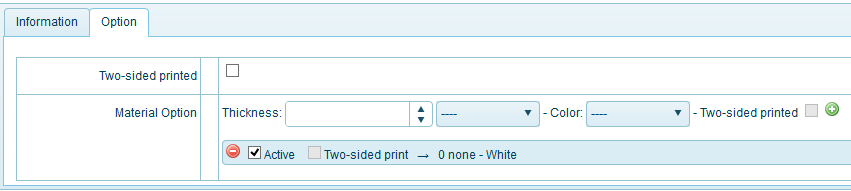 Information Option
Two-sided printed
Material Option Thickness: ---- - Color: ---- - Two-sided printed
Active Two-sided print → 0 none - White